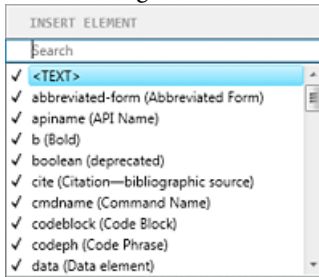 INSERT ELEMENT
Search
✓ <TEXT>
✓ abbreviated-form (Abbreviated Form)
✓ apiname (API Name)
✓ b (Bold)
✓ boolean (deprecated)
✓ cite (Citation—bibliographic source)
✓ cmdname (Command Name)
✓ codeblock (Code Block)
✓ codeph (Code Phrase)
✓ data (Data element)